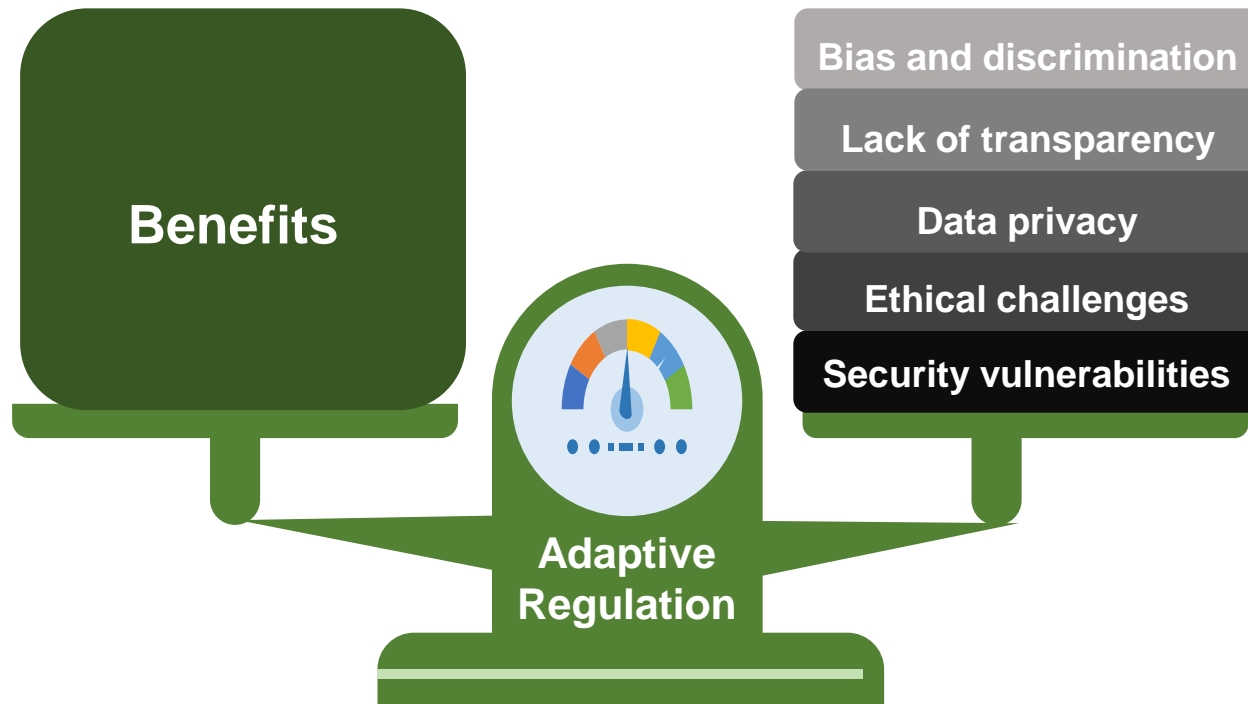 Benefits
Bias and discrimination
Lack of transparency
Data privacy
Ethical challenges
Security vulnerabilities
Adaptive
Regulation